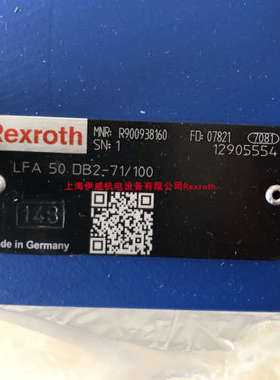 Rexroth
MNR: R900938160 FD: 07821 7081
SN: 1 12905554
上海伊威机电设备有限公司Rexroth
LFA 50 DB2-71/100
148
Made in Germany